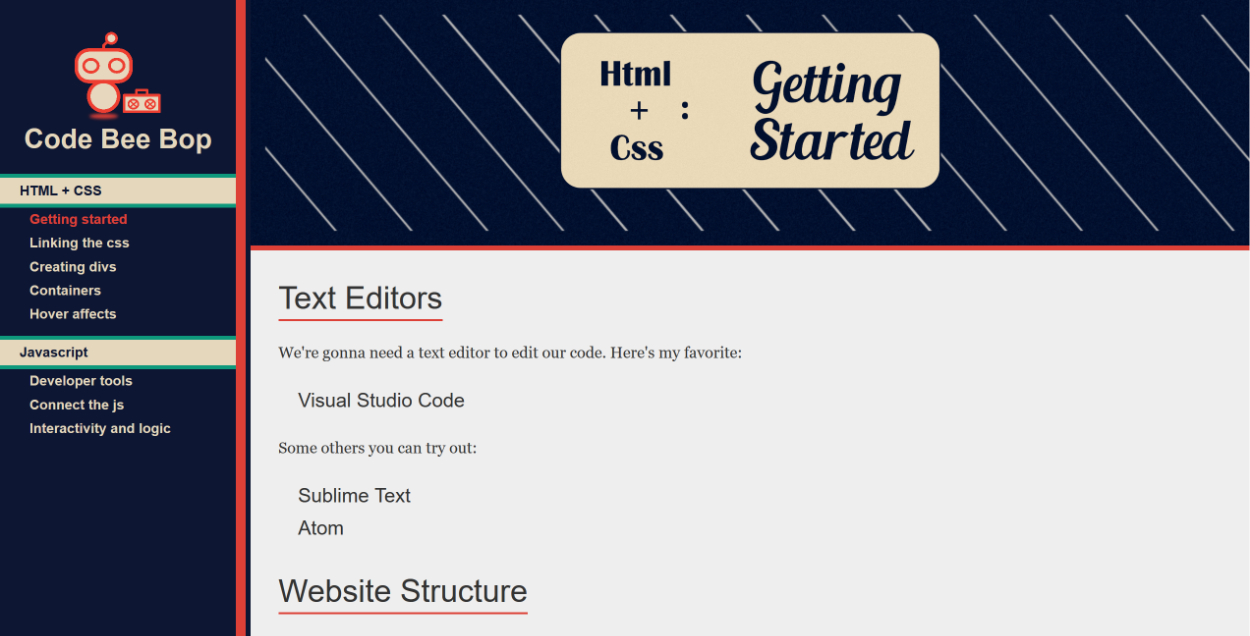 Code Bee Bop
HTML + CSS
Getting started
Linking the css
Creating divs
Containers
Hover affects
Javascript
Developer tools
Connect the js
Interactivity and logic
Html
+ :
Css
Getting
Started
Text Editors
We're gonna need a text editor to edit our code. Here's my favorite:
Visual Studio Code
Some others you can try out:
Sublime Text
Atom
Website Structure